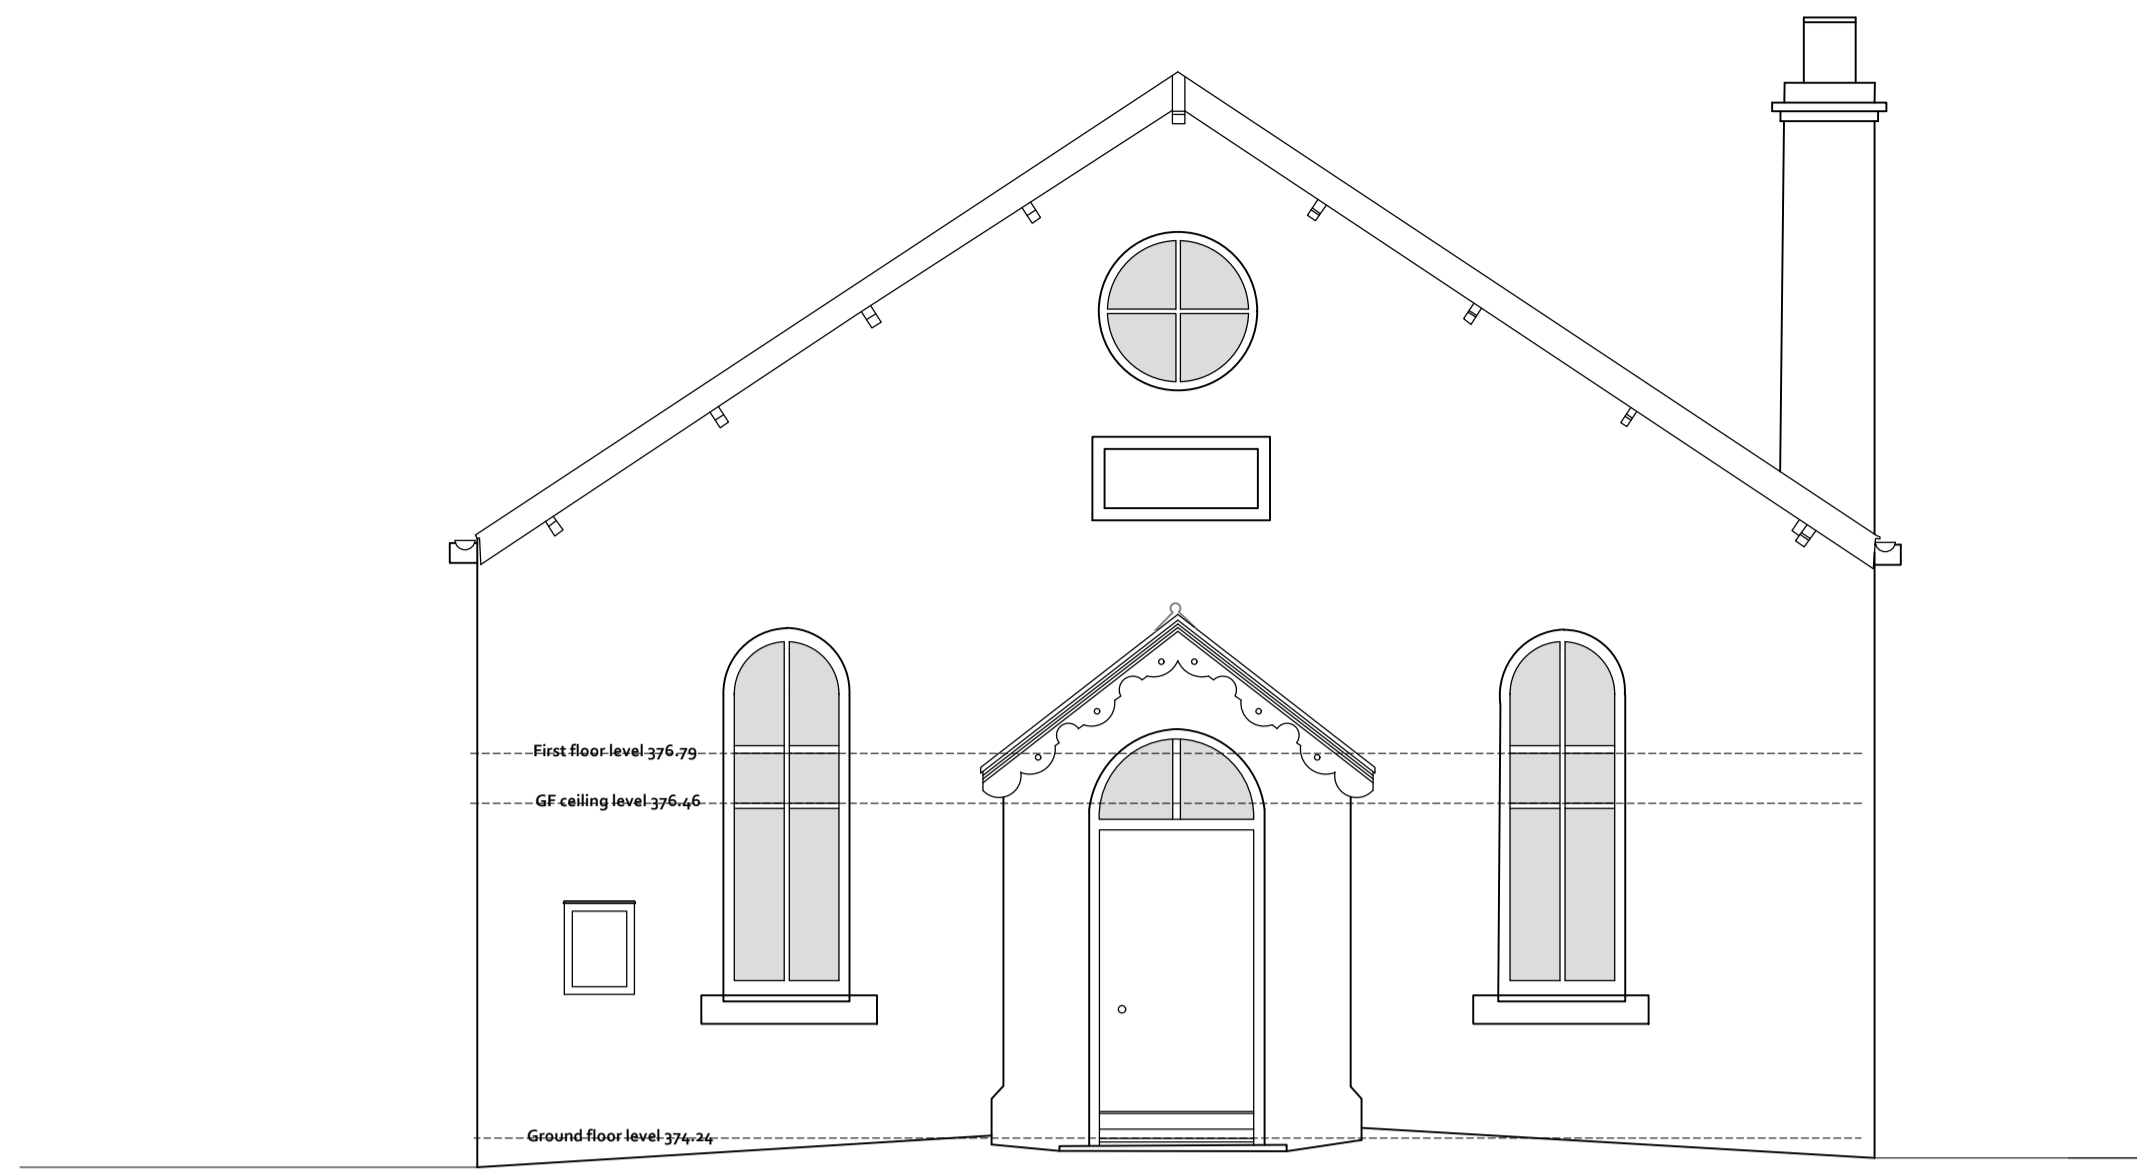 First floor level 376.79
GF ceiling level 376.46
Ground floor level 374.24